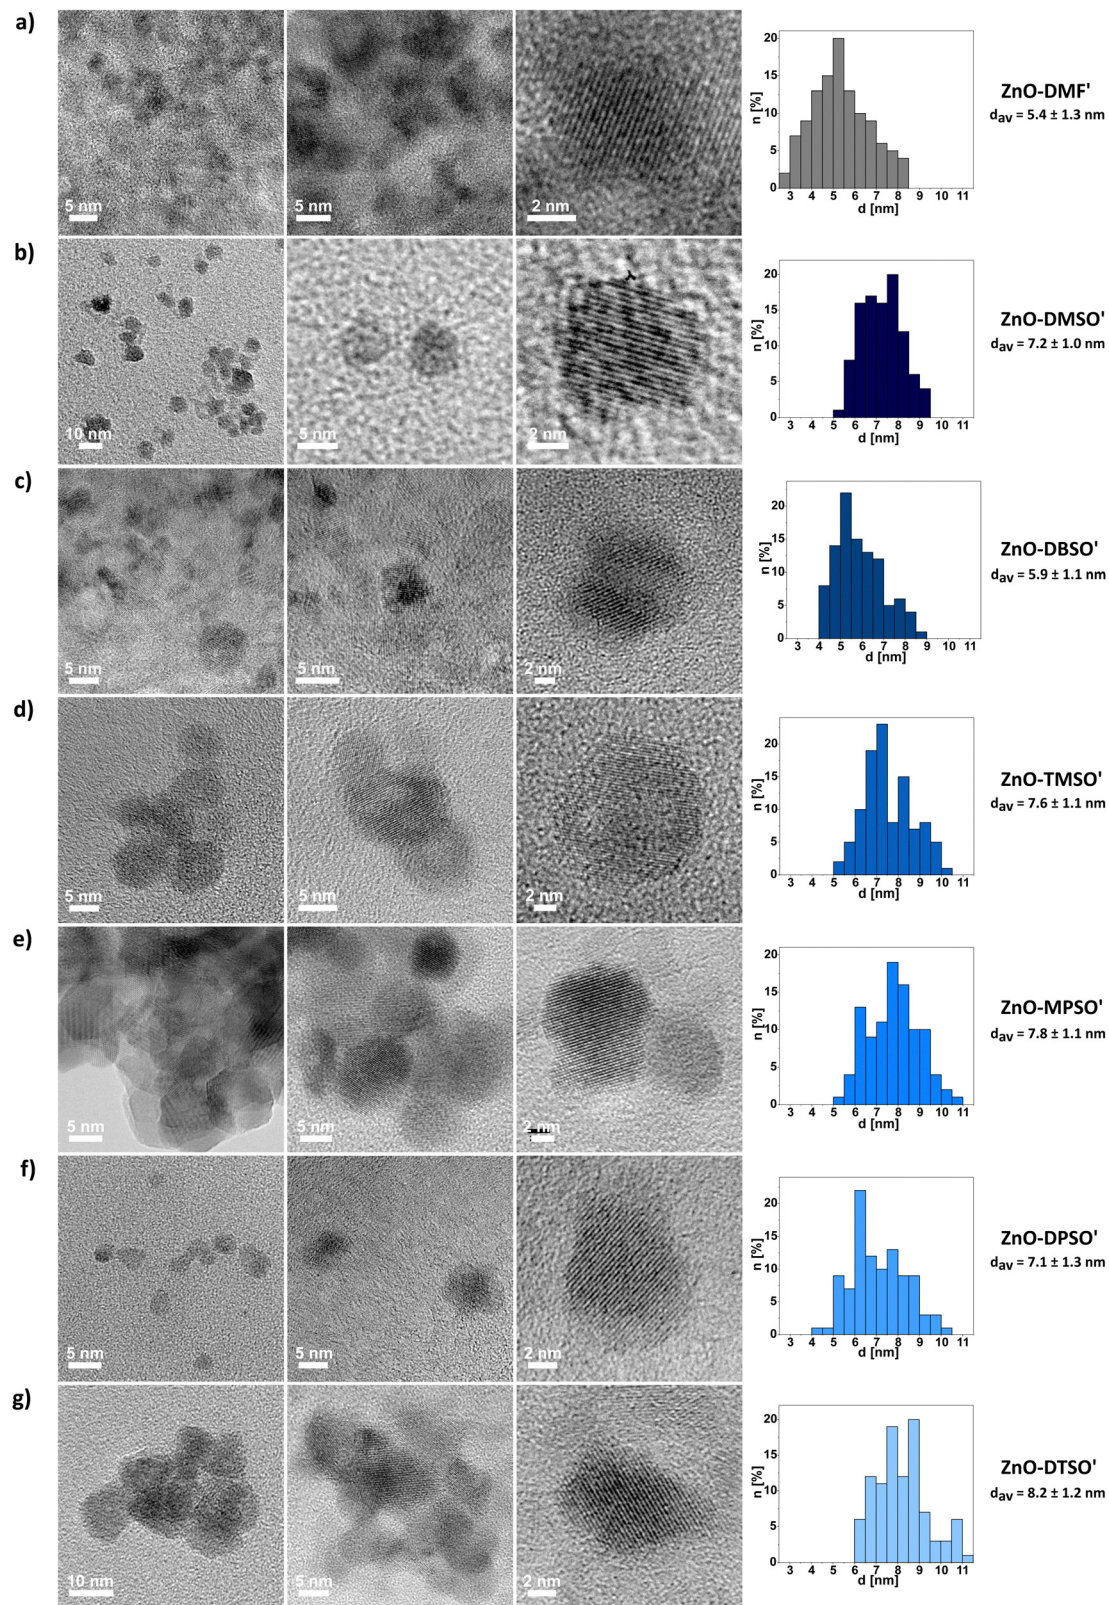 a)
5 nm
5 nm
2 nm
20
15
10
5
0
n [%]
3 4 5 6 7 8 9 10 11
d [nm]
ZnO-DMF'
dav = 5.4 ± 1.3 nm
b)
10 nm
5 nm
2 nm
20
15
10
5
0
n [%]
3 4 5 6 7 8 9 10 11
d [nm]
ZnO-DMSO'
dav = 7.2 ± 1.0 nm
c)
5 nm
5 nm
2 nm
20
15
10
5
0
n [%]
3 4 5 6 7 8 9 10 11
d [nm]
ZnO-DBSO'
dav = 5.9 ± 1.1 nm
d)
5 nm
5 nm
2 nm
20
15
10
5
0
n [%]
3 4 5 6 7 8 9 10 11
d [nm]
ZnO-TMSO'
dav = 7.6 ± 1.1 nm
e)
5 nm
5 nm
2 nm
20
15
10
5
0
n [%]
3 4 5 6 7 8 9 10 11
d [nm]
ZnO-MPSO'
dav = 7.8 ± 1.1 nm
f)
5 nm
5 nm
2 nm
20
15
10
5
0
n [%]
3 4 5 6 7 8 9 10 11
d [nm]
ZnO-DPSO'
dav = 7.1 ± 1.3 nm
g)
10 nm
5 nm
2 nm
20
15
10
5
0
n [%]
3 4 5 6 7 8 9 10 11
d [nm]
ZnO-DTSO'
dav = 8.2 ± 1.2 nm